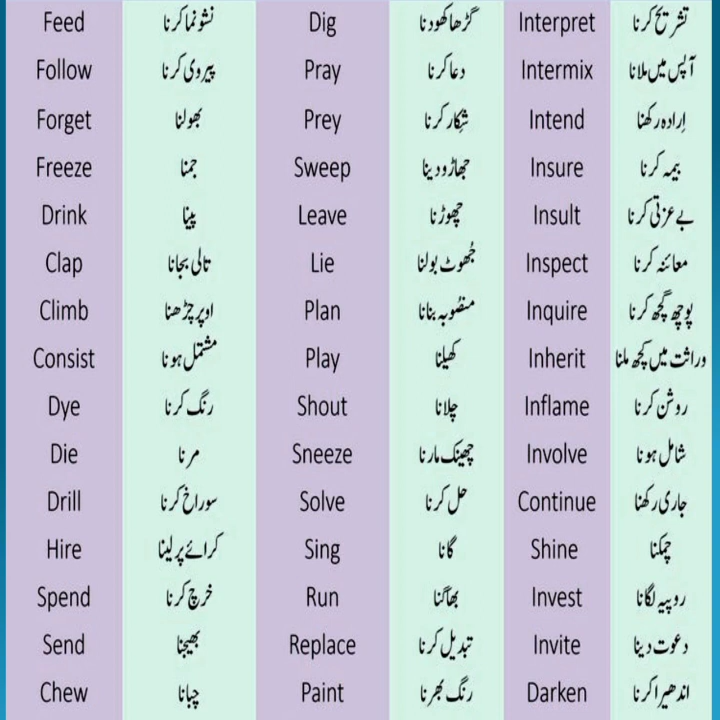 Feed نشوونما کرنا Dig گڑھا کھودنا Interpret تشریح کرنا
Follow پیروی کرنا Pray دعا کرنا Intermix آپس میں ملانا
Forget بھولنا Prey شکار کرنا Intend اِرادہ رکھنا
Freeze جمنا Sweep جھاڑو دینا Insure بیمہ کرنا
Drink پینا Leave چھوڑنا Insult بے عزتی کرنا
Clap تالی بجانا Lie جُھوٹ بولنا Inspect معائنہ کرنا
Climb اوپر چڑھنا Plan منصُوبہ بنانا Inquire پوچھ گچھ کرنا
Consist مشتمل ہونا Play کھیلنا Inherit وراثت میں کچھ ملنا
Dye رنگ کرنا Shout چلانا Inflame روشن کرنا
Die مرنا Sneeze چھینک مارنا Involve شامل ہونا
Drill سوراخ کرنا Solve حل کرنا Continue جاری رکھنا
Hire کرائے پر لینا Sing گانا Shine چمکنا
Spend خرچ کرنا Run بھاگنا Invest روپیہ لگانا
Send بھیجنا Replace تبدیل کرنا Invite دعوت دینا
Chew چبانا Paint رنگ بھرنا Darken اندھیرا کرنا